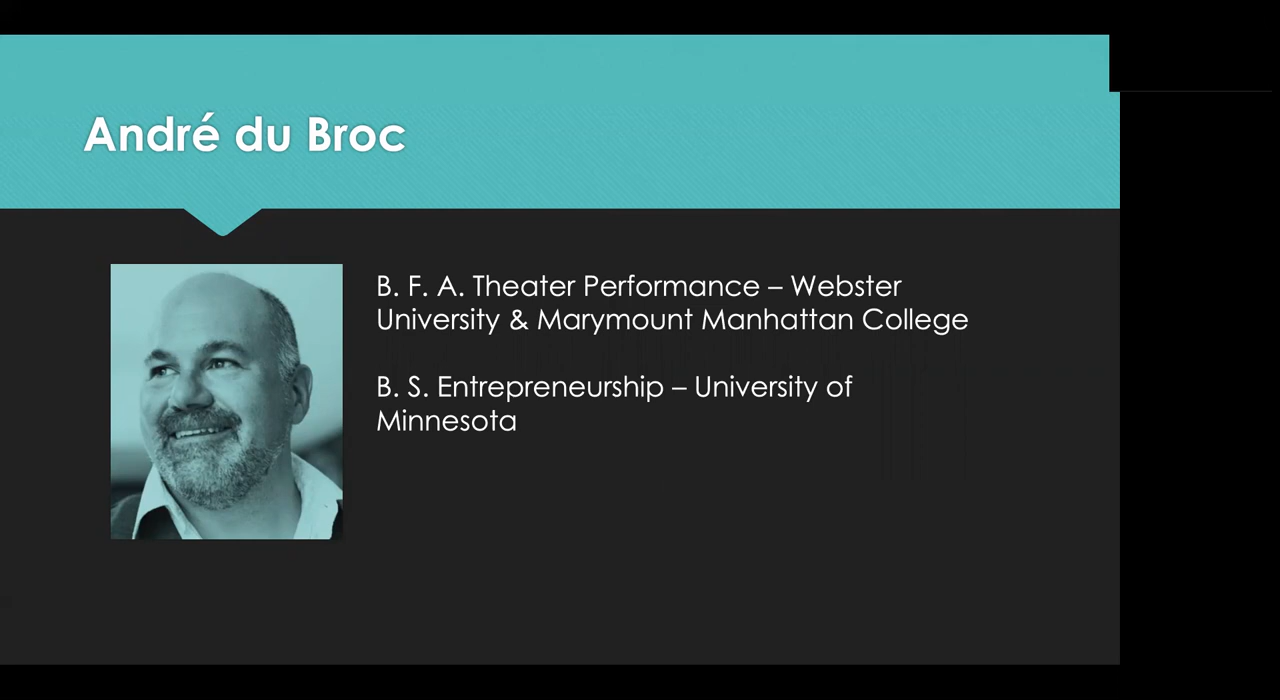 André du Broc
B. F. A. Theater Performance – Webster
University & Marymount Manhattan College
B. S. Entrepreneurship – University of
Minnesota